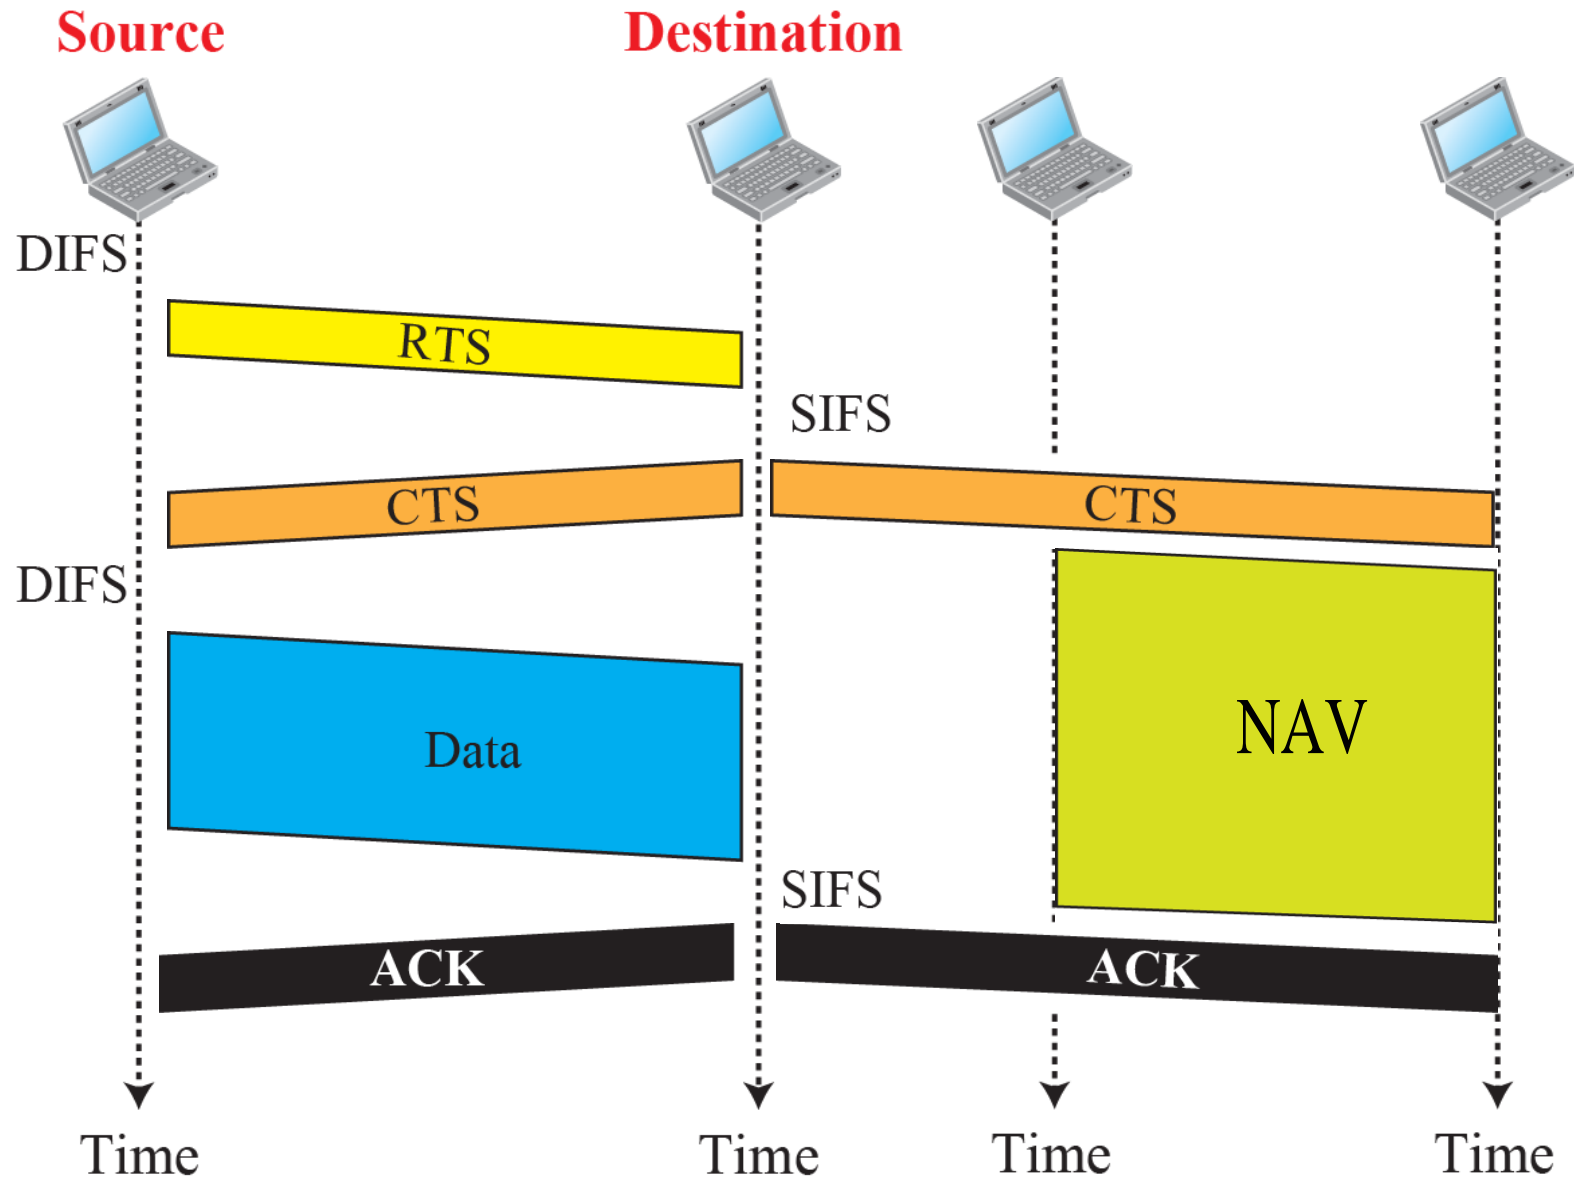 Source
Destination
DIFS
RTS
SIFS
CTS
CTS
DIFS
Data
NAV
SIFS
ACK
ACK
Time
Time
Time
Time